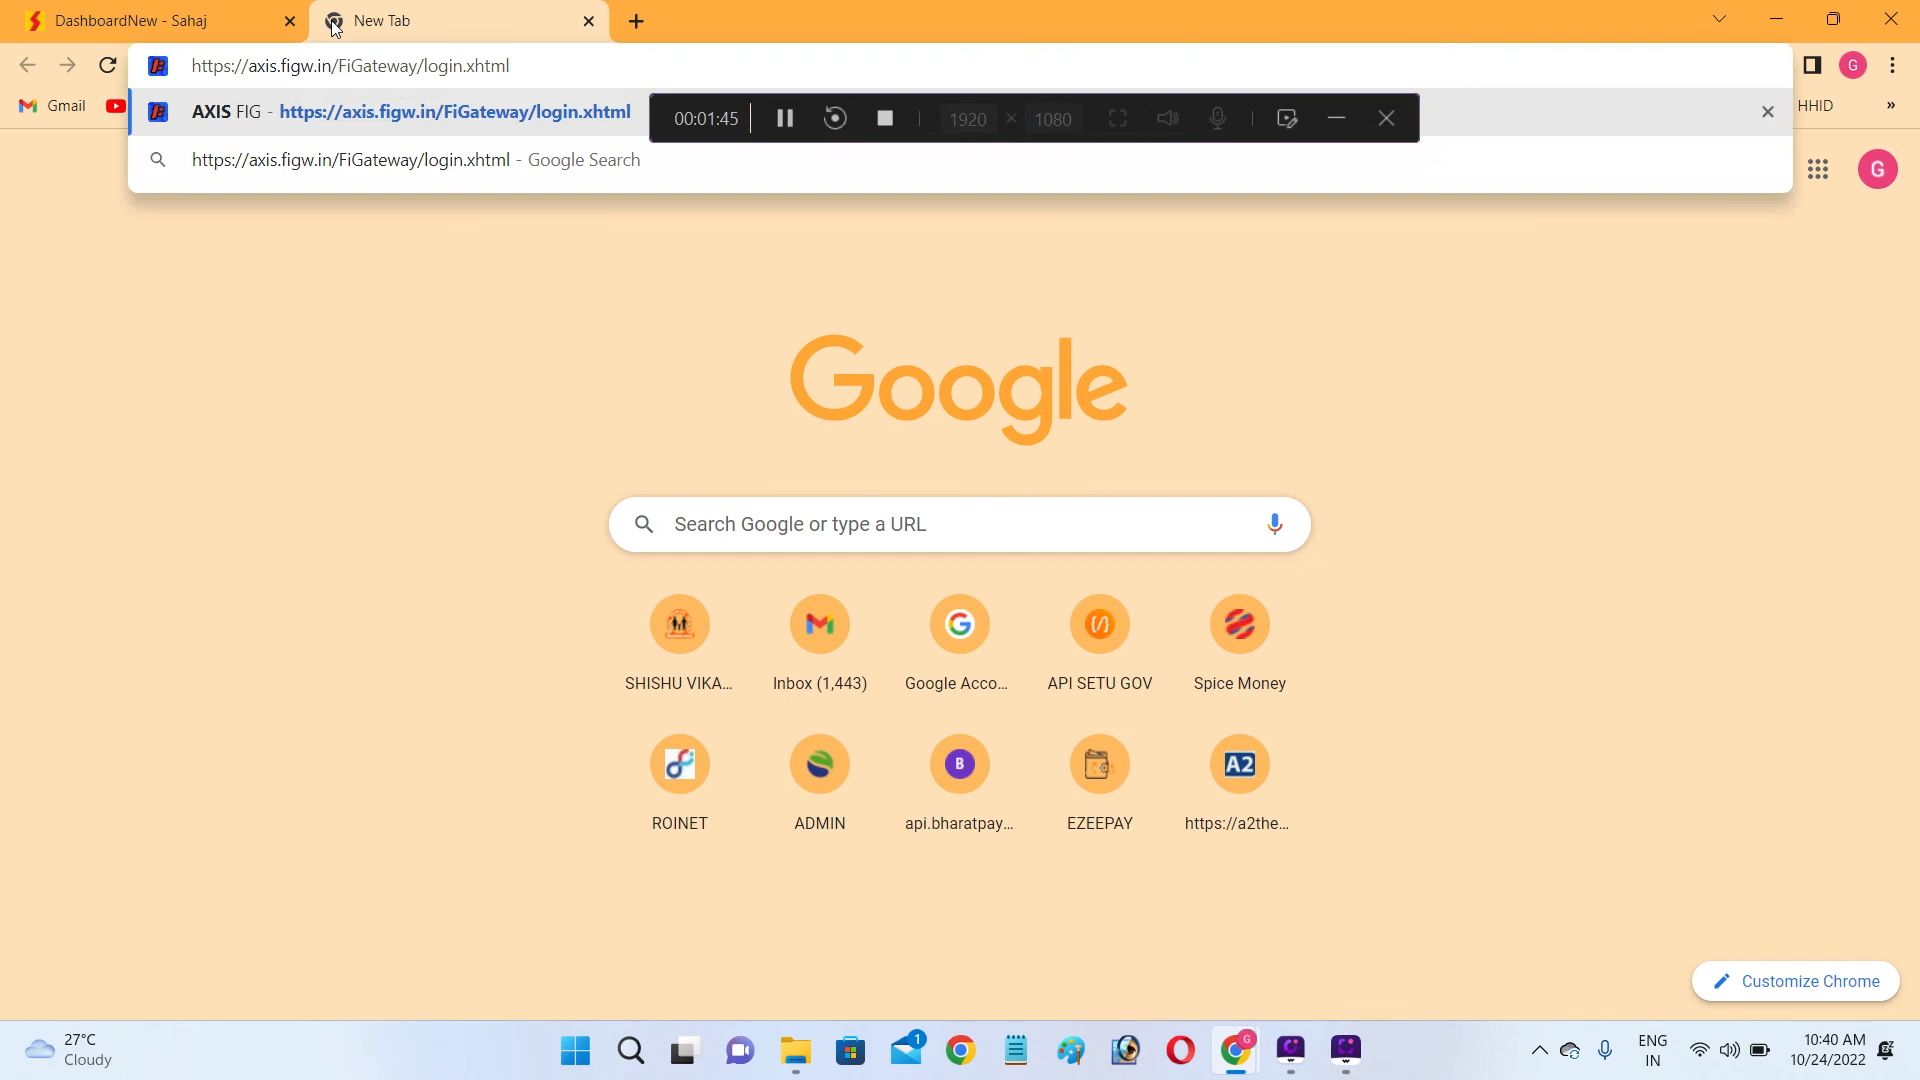 DashboardNew - Sahaj
New Tab
https://axis.figw.in/FiGateway/login.xhtml
AXIS FIG - https://axis.figw.in/FiGateway/login.xhtml
https://axis.figw.in/FiGateway/login.xhtml - Google Search
00:01:45
1920 × 1080
G
Gmail
HHID
»
G
Google
Search Google or type a URL
SHISHU VIKA...
Inbox (1,443)
Google Acco...
API SETU GOV
Spice Money
B
A2
ROINET
ADMIN
api.bharatpay...
EZEEPAY
https://a2the...
Customize Chrome
27°C
Cloudy
1
G
ENG
IN
10:40 AM
10/24/2022